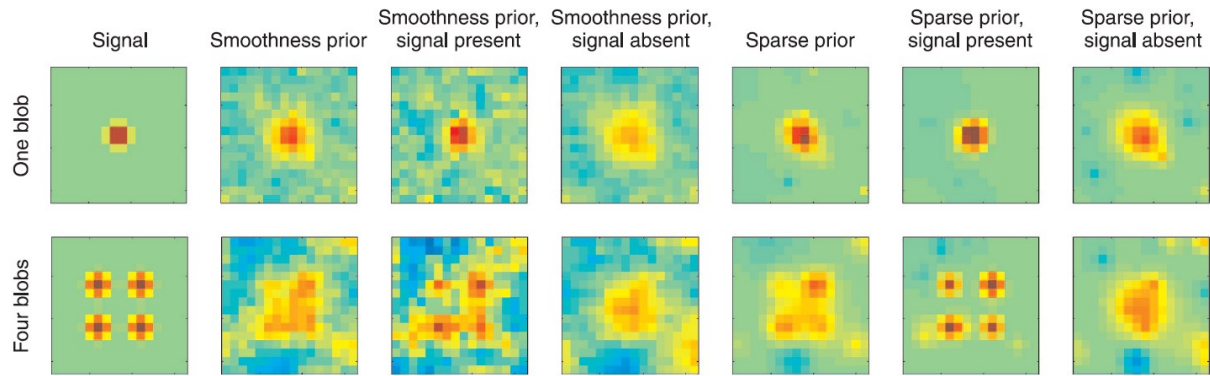 Signal
Smoothness prior
Smoothness prior,
signal present
Smoothness prior,
signal absent
Sparse prior
Sparse prior,
signal present
Sparse prior,
signal absent
One blob
Four blobs